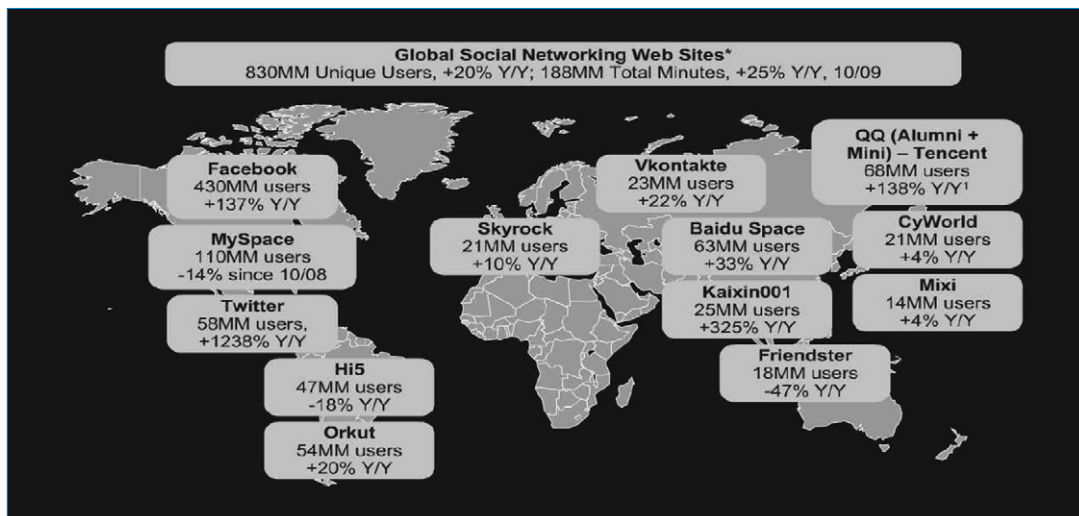 Global Social Networking Web Sites*
830MM Unique Users, +20% Y/Y; 188MM Total Minutes, +25% Y/Y, 10/09
Facebook
430MM users
+137% Y/Y
MySpace
110MM users
-14% since 10/08
Twitter
58MM users,
+1238% Y/Y
Hi5
47MM users
-18% Y/Y
Orkut
54MM users
+20% Y/Y
Skyrock
21MM users
+10% Y/Y
Vkontakte
23MM users
+22% Y/Y
Baidu Space
63MM users
+33% Y/Y
Kaixin001
25MM users
+325% Y/Y
Friendster
18MM users
-47% Y/Y
QQ (Alumni +
Mini) – Tencent
68MM users
+138% Y/Y¹
CyWorld
21MM users
+4% Y/Y
Mixi
14MM users
+4% Y/Y